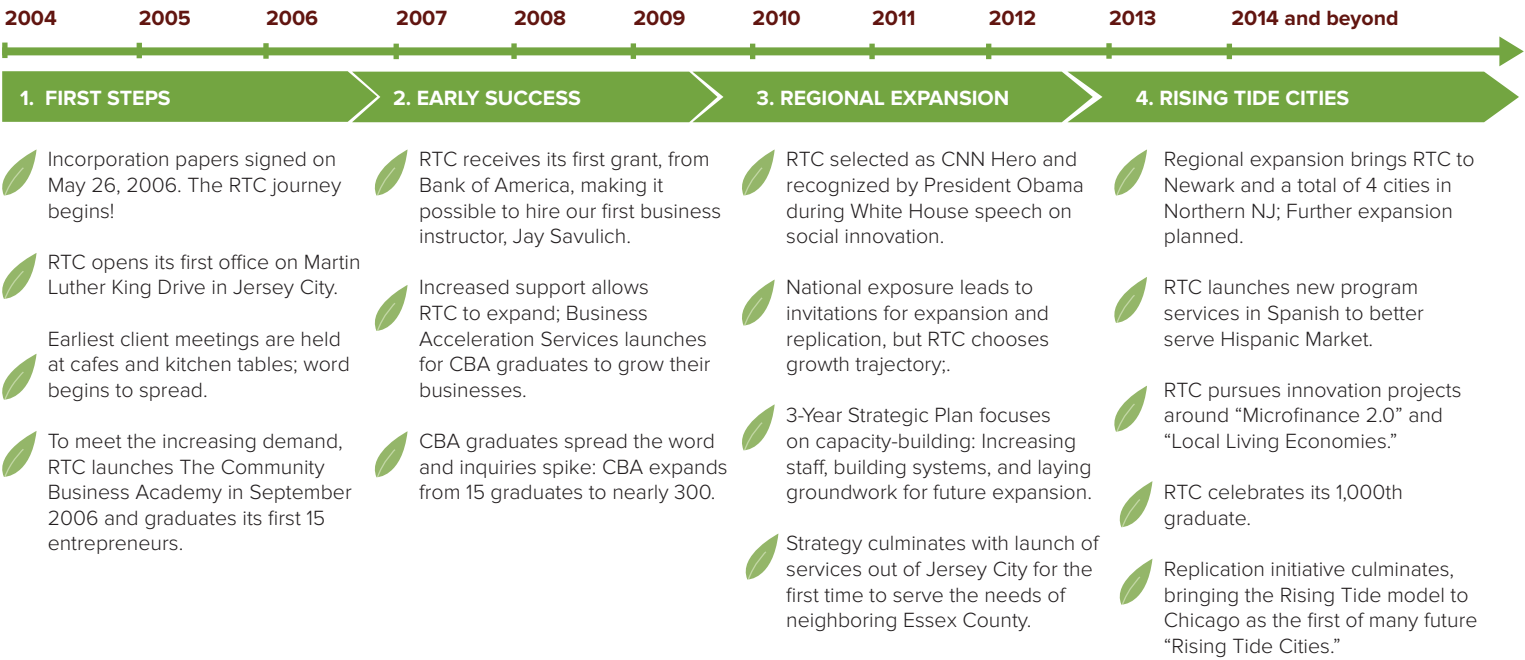 2004 2005 2006 2007 2008 2009 2010 2011 2012 2013 2014 and beyond
1. FIRST STEPS
2. EARLY SUCCESS
3. REGIONAL EXPANSION
4. RISING TIDE CITIES
Incorporation papers signed on
May 26, 2006. The RTC journey
begins!
RTC opens its first office on Martin
Luther King Drive in Jersey City.
Earliest client meetings are held
at cafes and kitchen tables; word
begins to spread.
To meet the increasing demand,
RTC launches The Community
Business Academy in September
2006 and graduates its first 15
entrepreneurs.
RTC receives its first grant, from
Bank of America, making it
possible to hire our first business
instructor, Jay Savulich.
Increased support allows
RTC to expand; Business
Acceleration Services launches
for CBA graduates to grow their
businesses.
CBA graduates spread the word
and inquiries spike: CBA expands
from 15 graduates to nearly 300.
RTC selected as CNN Hero and
recognized by President Obama
during White House speech on
social innovation.
National exposure leads to
invitations for expansion and
replication, but RTC chooses
growth trajectory;.
3-Year Strategic Plan focuses
on capacity-building: Increasing
staff, building systems, and laying
groundwork for future expansion.
Strategy culminates with launch of
services out of Jersey City for the
first time to serve the needs of
neighboring Essex County.
Regional expansion brings RTC to
Newark and a total of 4 cities in
Northern NJ; Further expansion
planned.
RTC launches new program
services in Spanish to better
serve Hispanic Market.
RTC pursues innovation projects
around “Microfinance 2.0” and
“Local Living Economies.”
RTC celebrates its 1,000th
graduate.
Replication initiative culminates,
bringing the Rising Tide model to
Chicago as the first of many future
“Rising Tide Cities.”